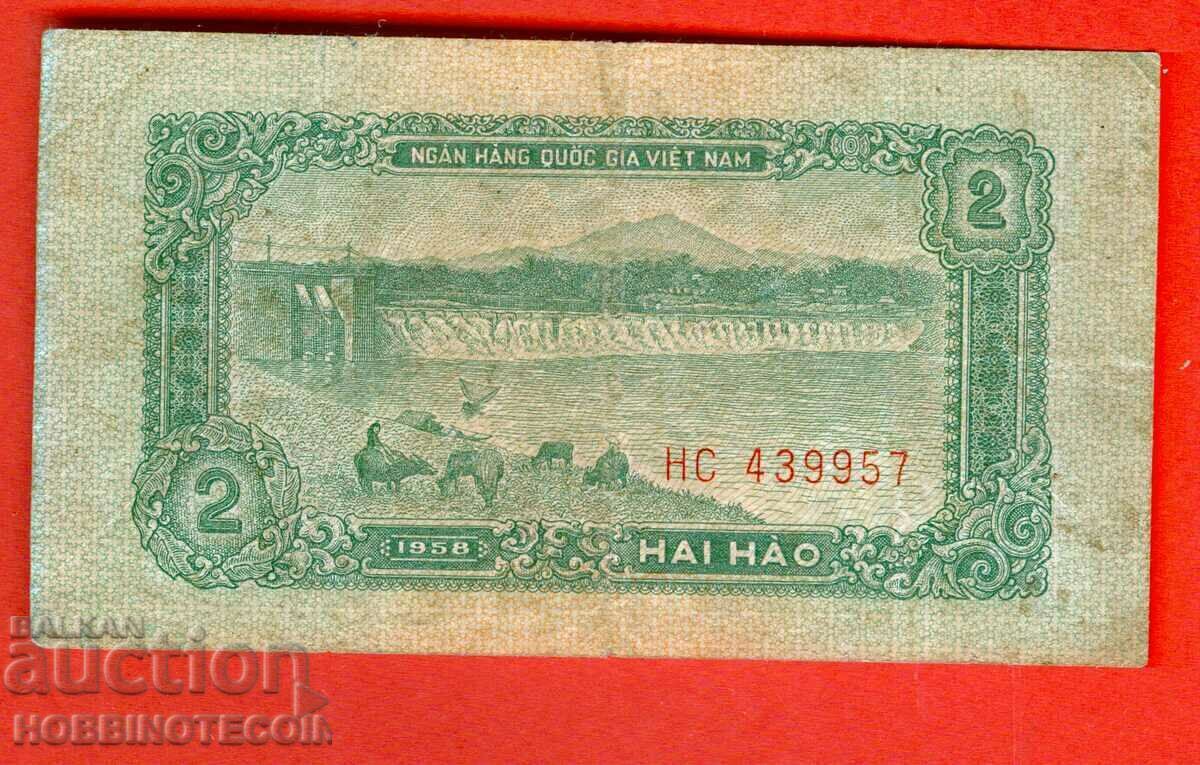 NGÂN HÀNG QUỐC GIA VIỆT NAM
2
HC 439957
2
1958
HAI HÀO
BALKAN
auction
HOBBINOTECOIN